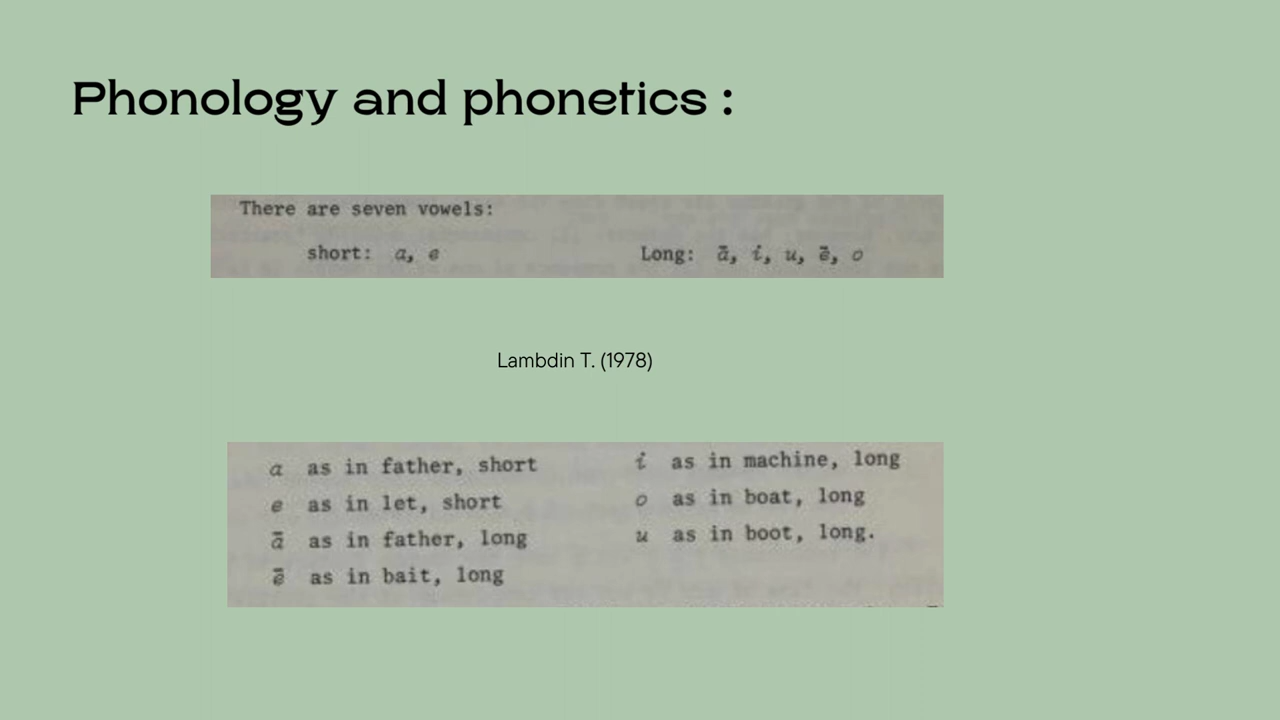 Phonology and phonetics :
There are seven vowels:
short: a, e Long: ā, i, u, ē, o
Lambdin T. (1978)
a as in father, short i as in machine, long
e as in let, short o as in boat, long
ā as in father, long u as in boot, long.
ē as in bait, long